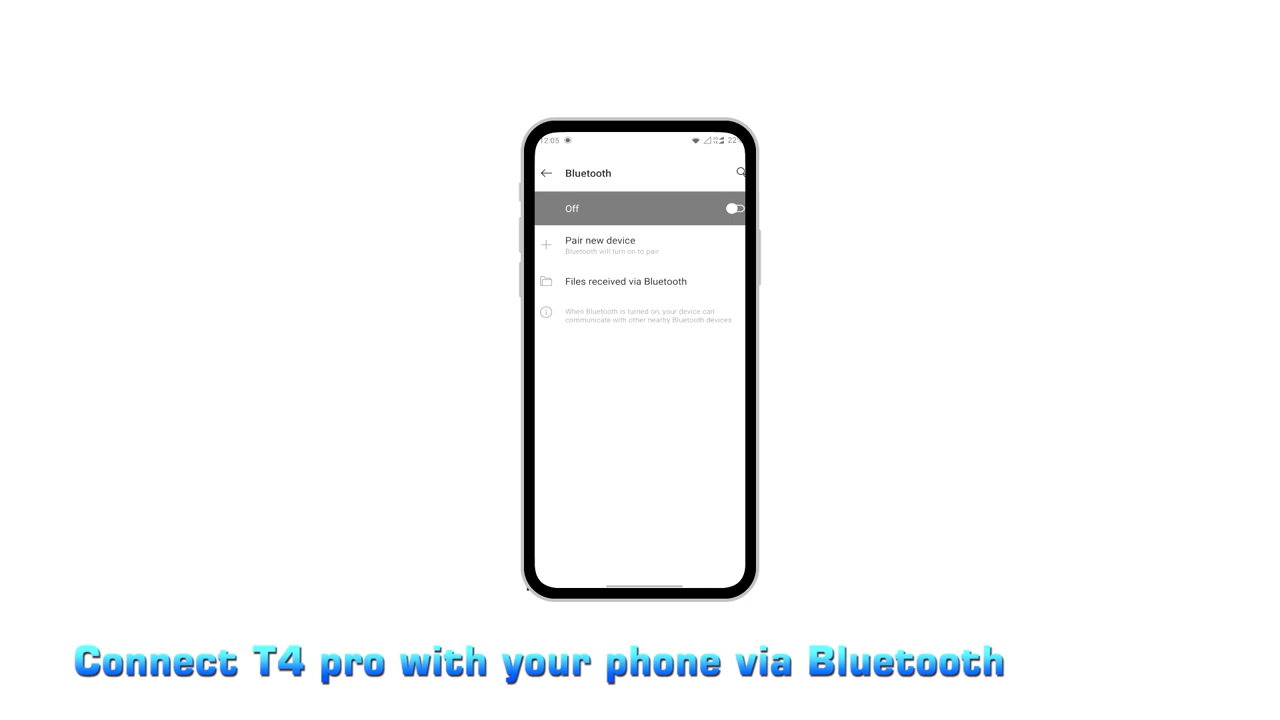 12:05 22
Bluetooth
Off
Pair new device
Bluetooth will turn on to pair
Files received via Bluetooth
When Bluetooth is turned on, your device can
communicate with other nearby Bluetooth devices
Connect T4 pro with your phone via Bluetooth